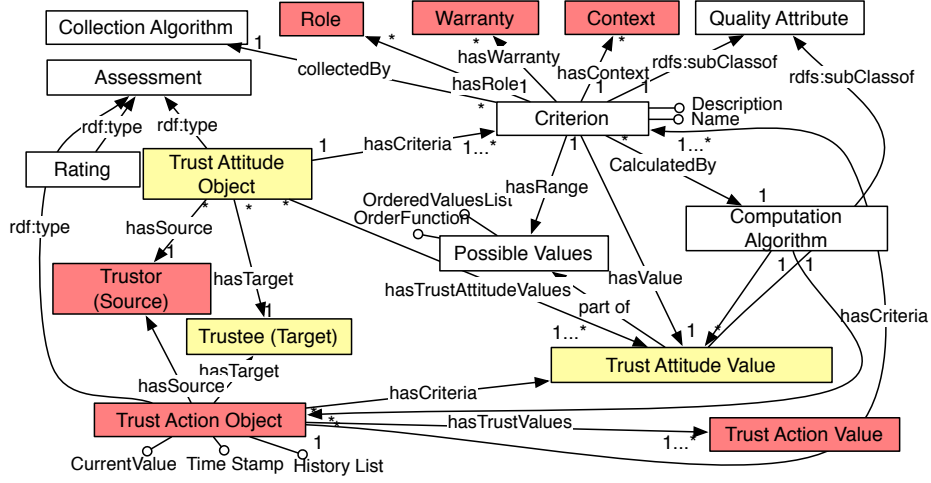 Collection Algorithm
Role
Warranty
Context
Quality Attribute
1
*
*
*
hasWarranty
collectedBy
hasContext
rdfs:subClassof
rdfs:subClassof
Assessment
hasRole
1
1
1
1
*
Description
Name
Criterion
rdf:type
rdf:type
1
hasCriteria
1...*
1
*
1...*
Rating
Trust Attitude
Object
CalculatedBy
hasRange
OrderedValuesList
OrderFunction
1
rdf:type
*
*
*
hasSource
1
Computation
Algorithm
Possible Values
Trustor
(Source)
hasTarget
hasValue
1
1
hasTrustAttitudeValues
part of
1
hasCriteria
Trustee (Target)
1...*
1
*
Trust Attitude Value
hasTarget
hasSource
hasCriteria
Trust Action Object
*
*
*
hasTrustValues
1...*
Trust Action Value
1
CurrentValue
Time Stamp
History List